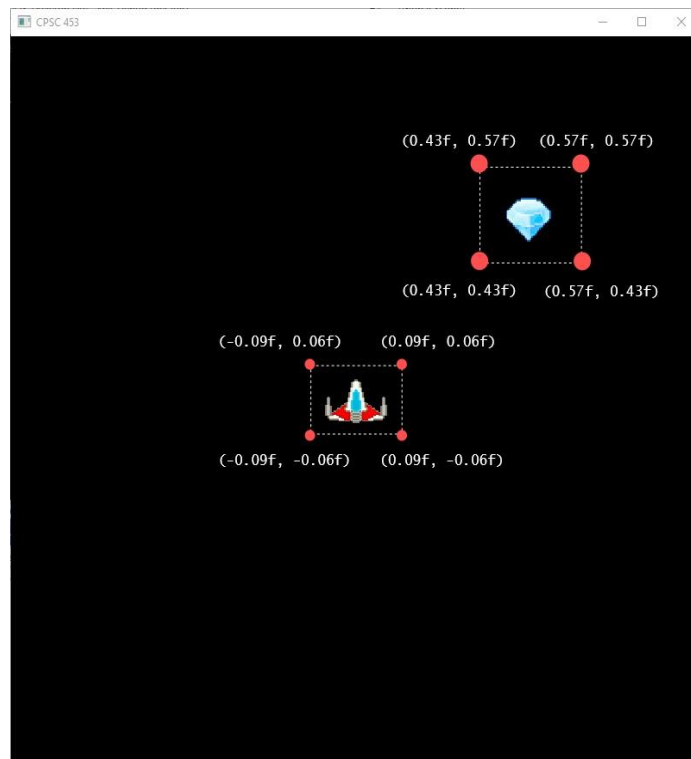 CPSC 453
(0.43f, 0.57f) (0.57f, 0.57f)
(0.43f, 0.43f) (0.57f, 0.43f)
(-0.09f, 0.06f) (0.09f, 0.06f)
(-0.09f, -0.06f) (0.09f, -0.06f)